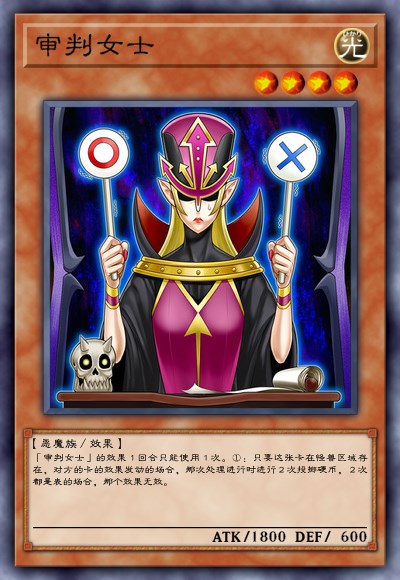 审判女士
光
【恶魔族／效果】
「审判女士」的效果１回合只能使用１次。①：只要这张卡在怪兽区域存
在，对方的卡的效果发动的场合，那次处理进行时进行２次投掷硬币，２次
都是表的场合，那个效果无效。
ATK/1800 DEF/ 600